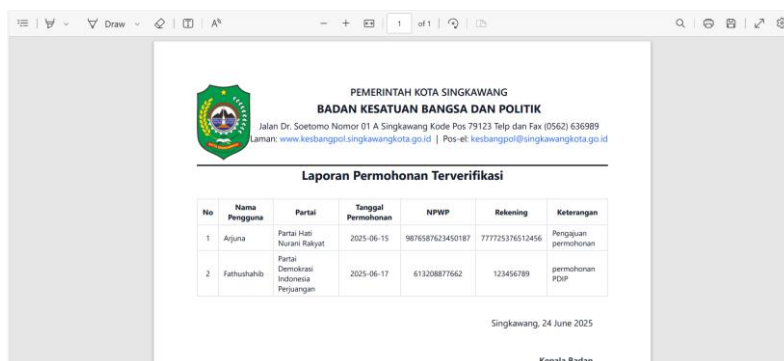 Draw
1 of 1
PEMERINTAH KOTA SINGKAWANG
BADAN KESATUAN BANGSA DAN POLITIK
Jalan Dr. Soetomo Nomor 01 A Singkawang Kode Pos 79123 Telp dan Fax (0562) 636989
Laman: www.kesbangpol.singkawangkota.go.id | Pos-el: kesbangpol@singkawangkota.go.id
Laporan Permohonan Terverifikasi
No Nama Pengguna Partai Tanggal Permohonan NPWP Rekening Keterangan
1 Arjuna Partai Hati Nurani Rakyat 2025-06-15 9876587623450187 777725376512456 Pengajuan permohonan
2 Fathushahib Partai Demokrasi Indonesia Perjuangan 2025-06-17 613208877662 123456789 permohonan PDIP
Singkawang, 24 June 2025
Kepala Badan